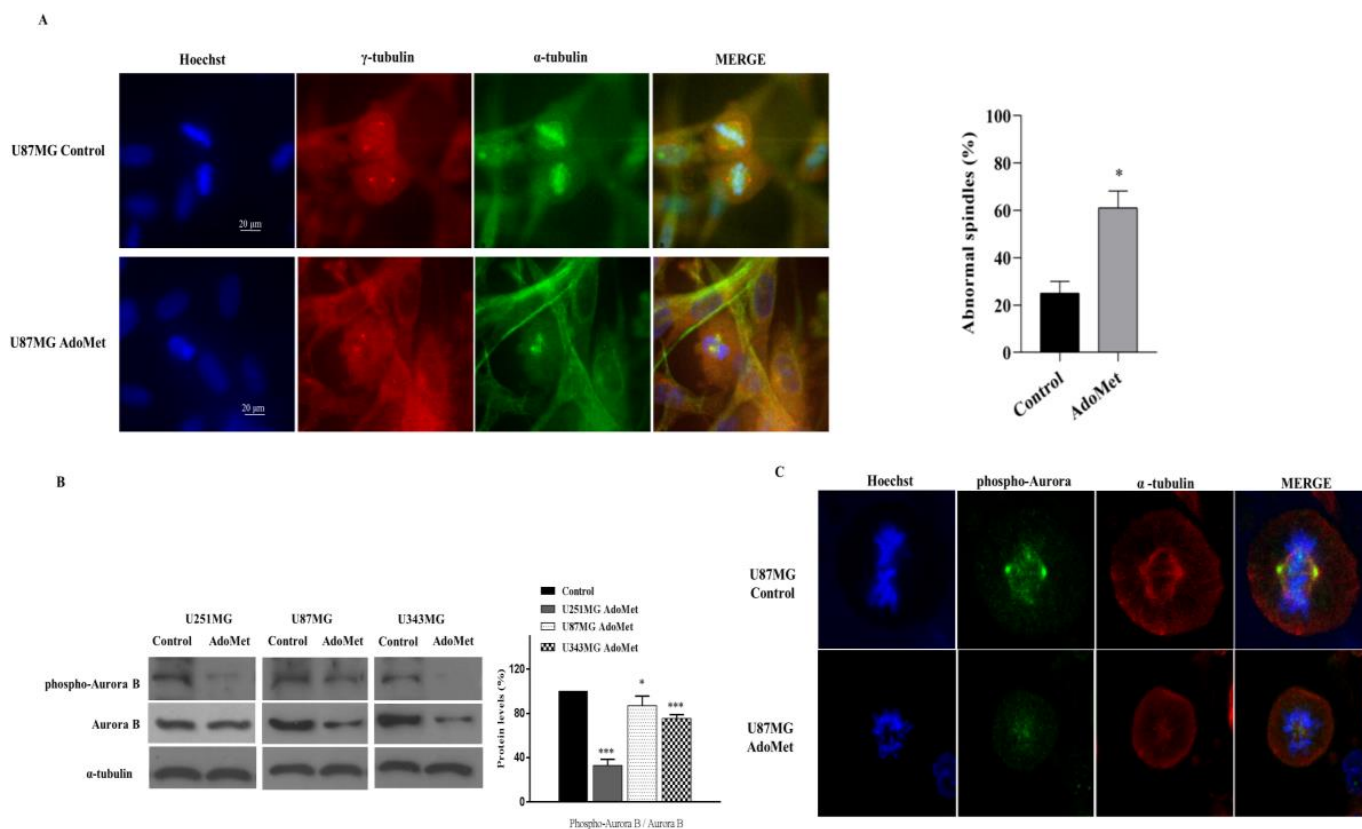 A
Hoechst γ-tubulin α-tubulin MERGE
U87MG Control
20 µm
U87MG AdoMet
20 µm
Abnormal spindles (%)
100
80
60
40
20
0
*
Control
AdoMet
B
U251MG U87MG U343MG
Control AdoMet Control AdoMet Control AdoMet
phospho-Aurora B
Aurora B
α-tubulin
Control
U251MG AdoMet
U87MG AdoMet
U343MG AdoMet
Protein levels (%)
120
80
40
0
***
*
***
Phospho-Aurora B / Aurora B
C
Hoechst phospho-Aurora α -tubulin MERGE
U87MG
Control
U87MG
AdoMet